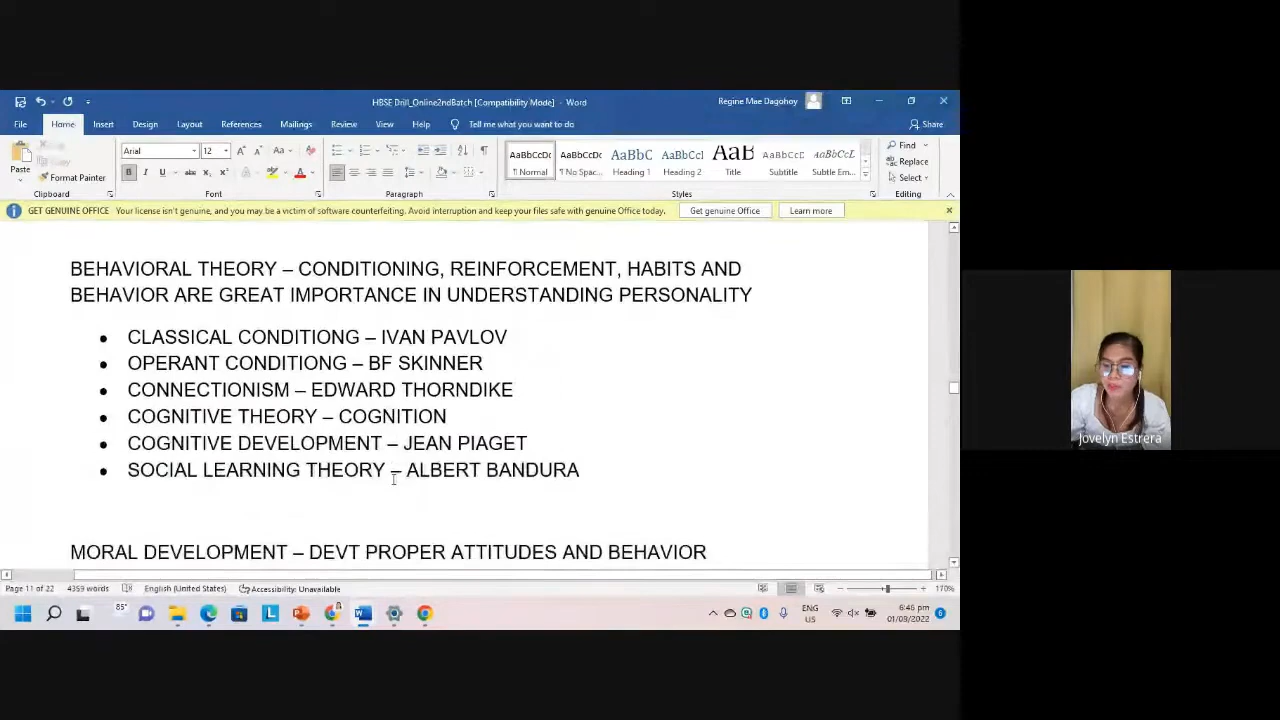 HBSE Drill_Online2ndBatch [Compatibility Mode] - Word
Regine Mae Dagohoy
File Home Insert Design Layout References Mailings Review View Help Tell me what you want to do
Share
Paste
Copy
Format Painter
Clipboard
Arial 12
Font
Paragraph
AaBbCcDc AaBbCcDc AaBbC AaBbCcI AaB AaBbCcD AaBbCcL
¶ Normal ¶ No Spac... Heading 1 Heading 2 Title Subtitle Subtle Em...
Styles
Find
Replace
Select
Editing
GET GENUINE OFFICE Your license isn't genuine, and you may be a victim of software counterfeiting. Avoid interruption and keep your files safe with genuine Office today. Get genuine Office Learn more
BEHAVIORAL THEORY – CONDITIONING, REINFORCEMENT, HABITS AND
BEHAVIOR ARE GREAT IMPORTANCE IN UNDERSTANDING PERSONALITY
• CLASSICAL CONDITIONG – IVAN PAVLOV
• OPERANT CONDITIONG – BF SKINNER
• CONNECTIONISM – EDWARD THORNDIKE
• COGNITIVE THEORY – COGNITION
• COGNITIVE DEVELOPMENT – JEAN PIAGET
• SOCIAL LEARNING THEORY – ALBERT BANDURA
MORAL DEVELOPMENT – DEVT PROPER ATTITUDES AND BEHAVIOR
Jovelyn Estrera
Page 11 of 22 4359 words English (United States) Accessibility: Unavailable 170%
85°
ENG
US
6:46 pm
01/09/2022
6